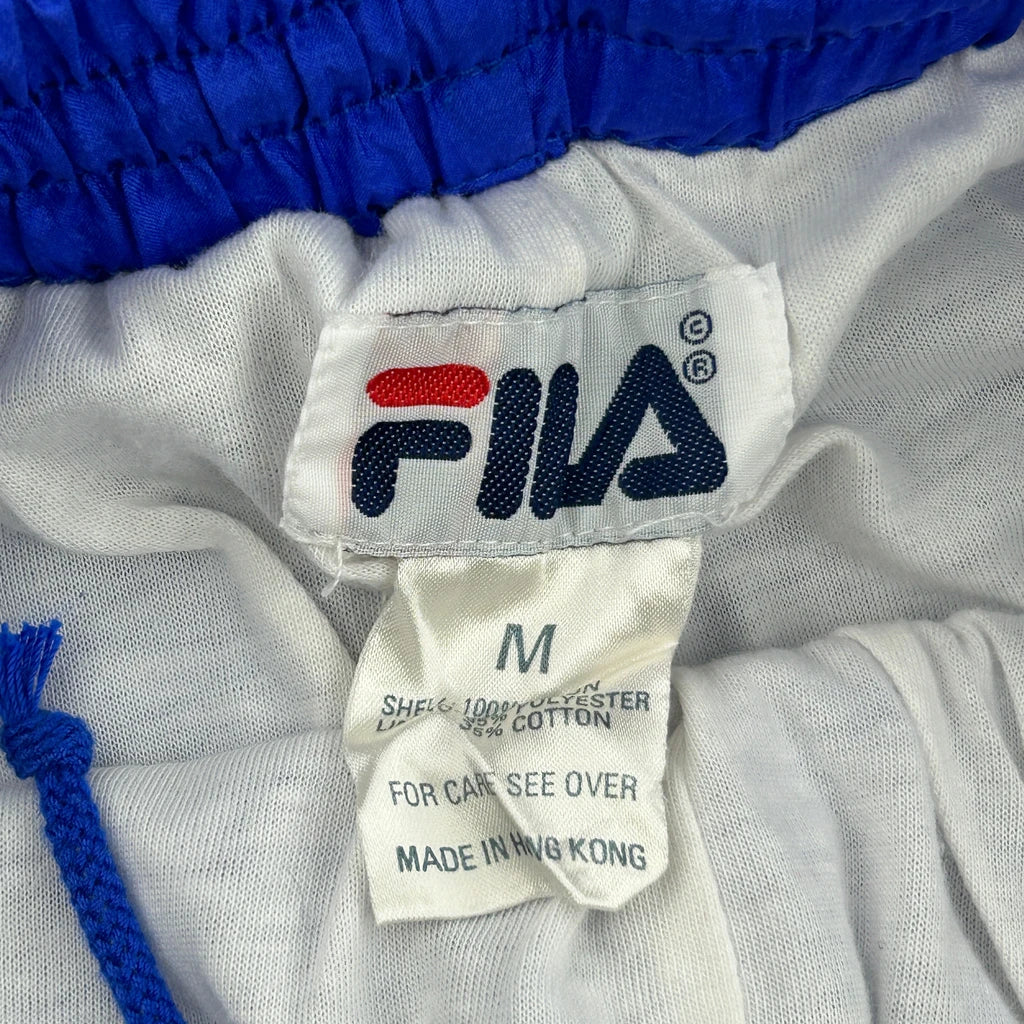 FILA
©
®
M
SHELL 100%
POLYESTER
35% COTTON
FOR CARE SEE OVER
MADE IN HONG KONG